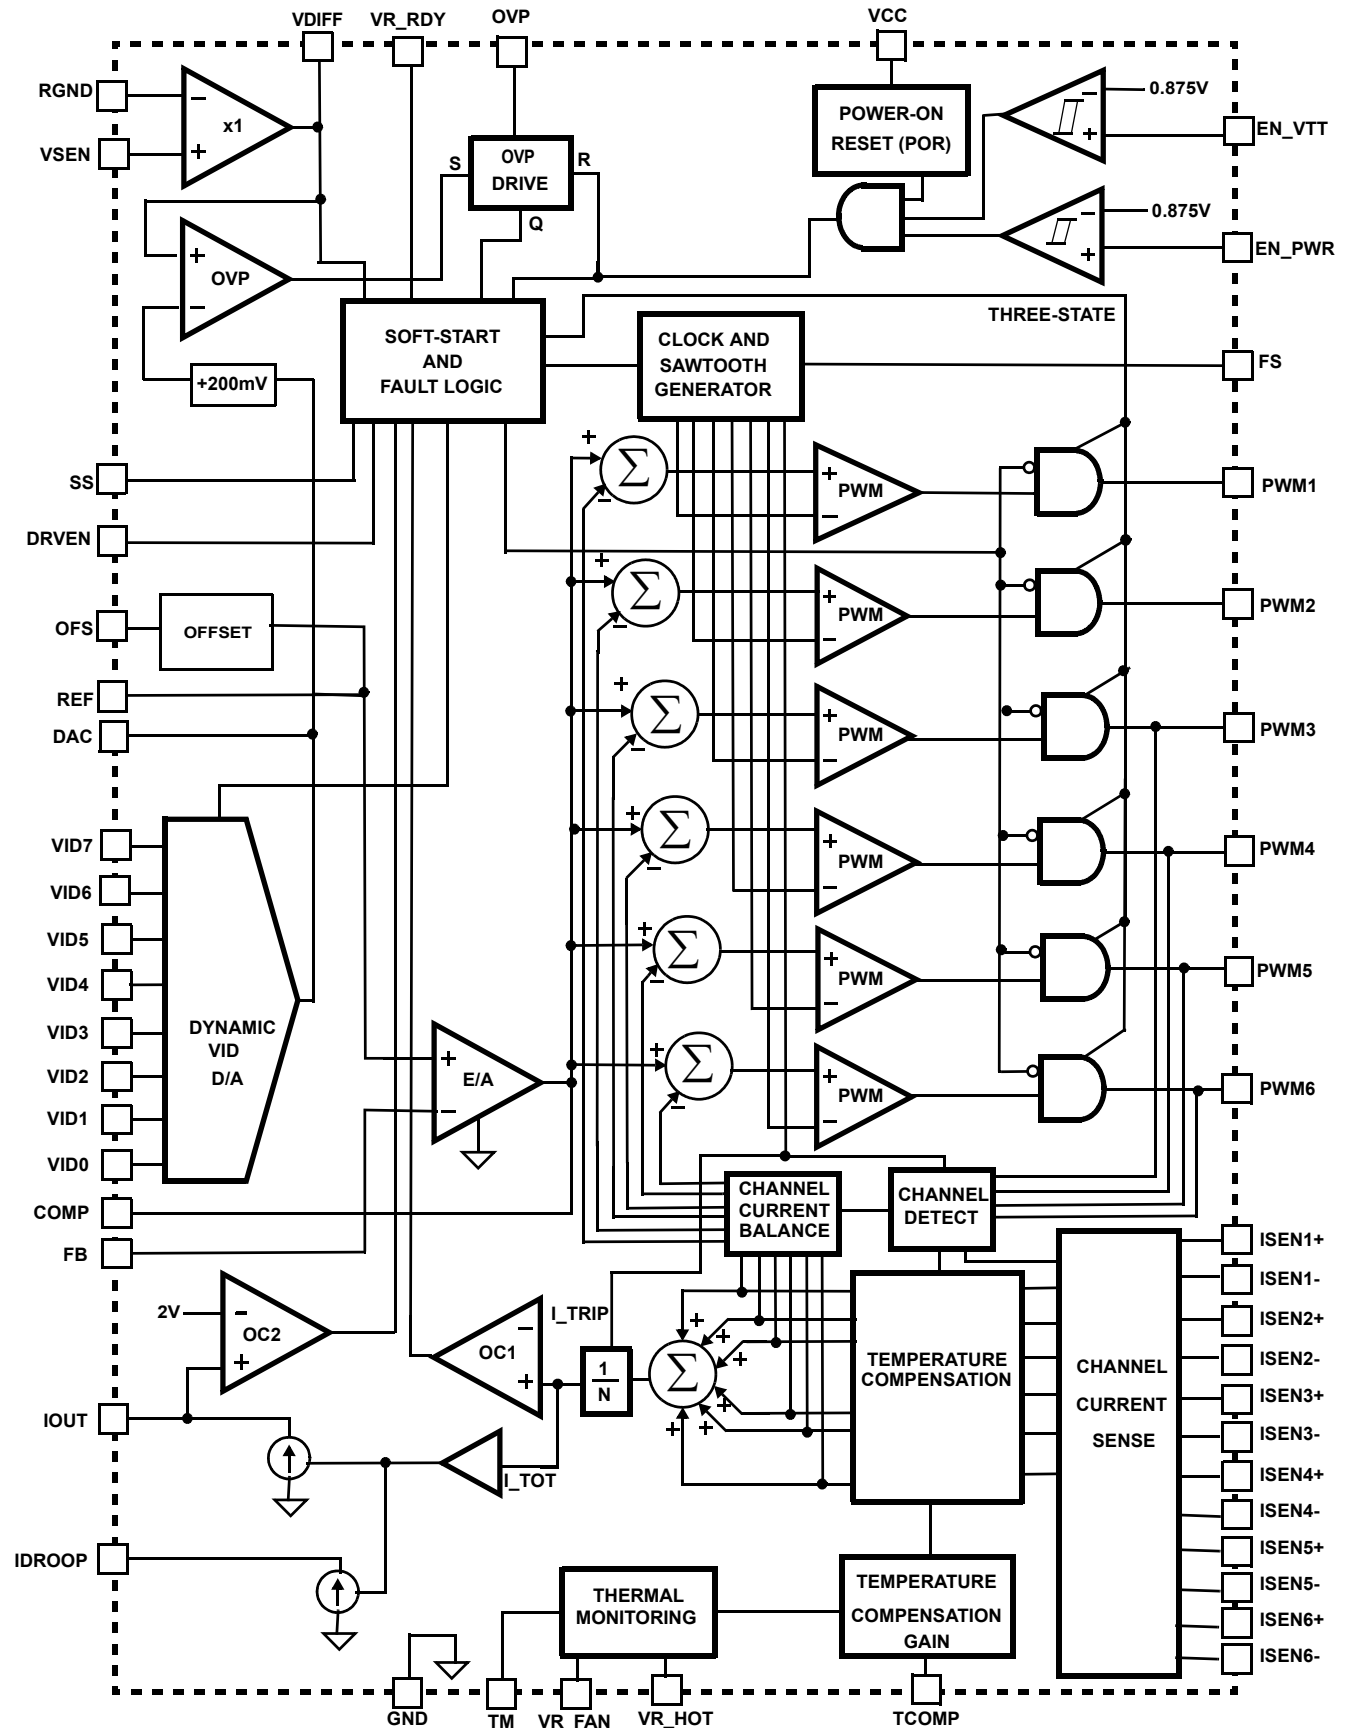 VDIFF
VR_RDY
OVP
VCC
RGND
VSEN
−
x1
+
S
OVP
DRIVE
R
Q
POWER-ON
RESET (POR)
−
+
0.875V
EN_VTT
−
+
0.875V
EN_PWR
+
OVP
−
+200mV
SOFT-START
AND
FAULT LOGIC
CLOCK AND
SAWTOOTH
GENERATOR
THREE-STATE
FS
SS
DRVEN
OFS
OFFSET
REF
DAC
+
Σ
−
+
PWM
−
PWM1
+
Σ
−
+
PWM
−
PWM2
+
Σ
−
+
PWM
−
PWM3
+
Σ
−
+
PWM
−
PWM4
+
Σ
−
+
PWM
−
PWM5
+
Σ
−
+
PWM
−
PWM6
VID7
VID6
VID5
VID4
VID3
VID2
VID1
VID0
DYNAMIC
VID
D/A
+
E/A
−
COMP
FB
CHANNEL
CURRENT
BALANCE
CHANNEL
DETECT
2V
−
OC2
+
I_TRIP
−
OC1
+
1
N
Σ
+
+
+
+
+
+
TEMPERATURE
COMPENSATION
CHANNEL
CURRENT
SENSE
ISEN1+
ISEN1-
ISEN2+
ISEN2-
ISEN3+
ISEN3-
ISEN4+
ISEN4-
ISEN5+
ISEN5-
ISEN6+
ISEN6-
IOUT
I_TOT
IDROOP
THERMAL
MONITORING
TEMPERATURE
COMPENSATION
GAIN
GND
TM
VR_FAN
VR_HOT
TCOMP